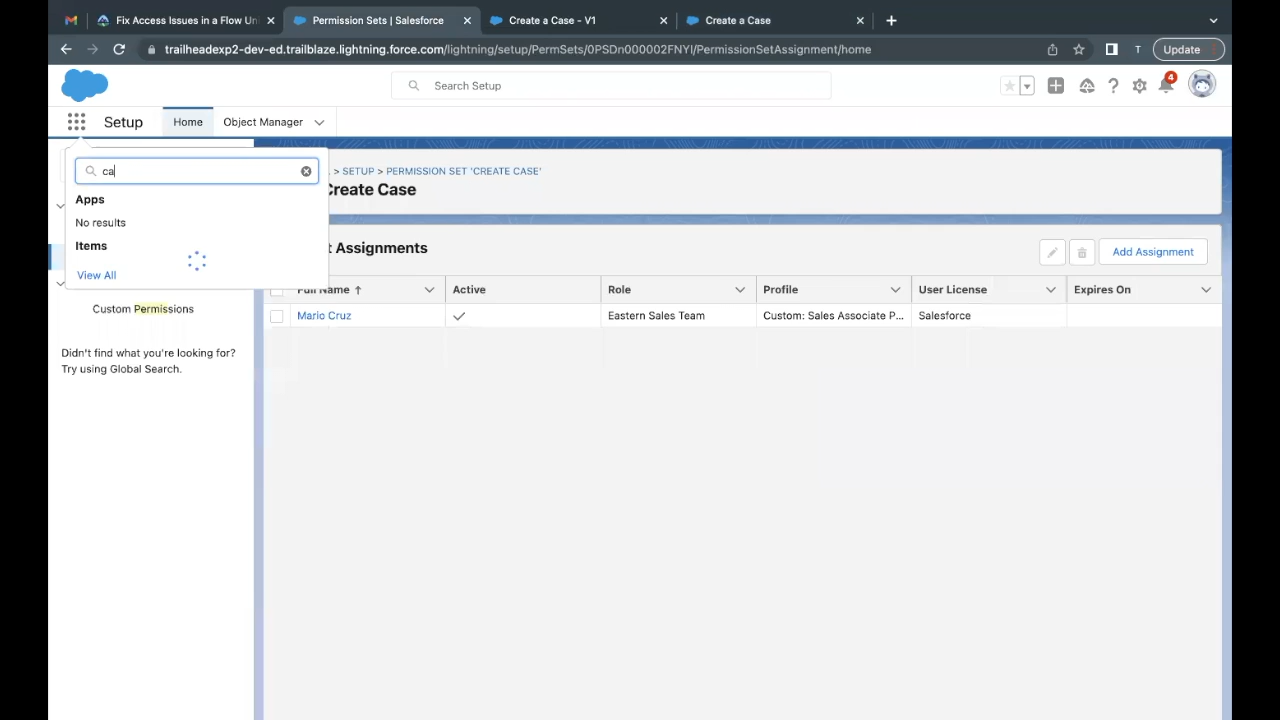 Fix Access Issues in a Flow Uni
Permission Sets | Salesforce
Create a Case - V1
Create a Case
trailheadexp2-dev-ed.trailblaze.lightning.force.com/lightning/setup/PermSets/0PSDn000002FNYI/PermissionSetAssignment/home
T
Update
Search Setup
4
Setup
Home
Object Manager
ca
Apps
No results
Items
View All
Custom Permissions
Didn't find what you're looking for?
Try using Global Search.
> SETUP > PERMISSION SET 'CREATE CASE'
Create Case
t Assignments
Add Assignment
Full Name
Active
Role
Profile
User License
Expires On
Mario Cruz
Eastern Sales Team
Custom: Sales Associate P...
Salesforce